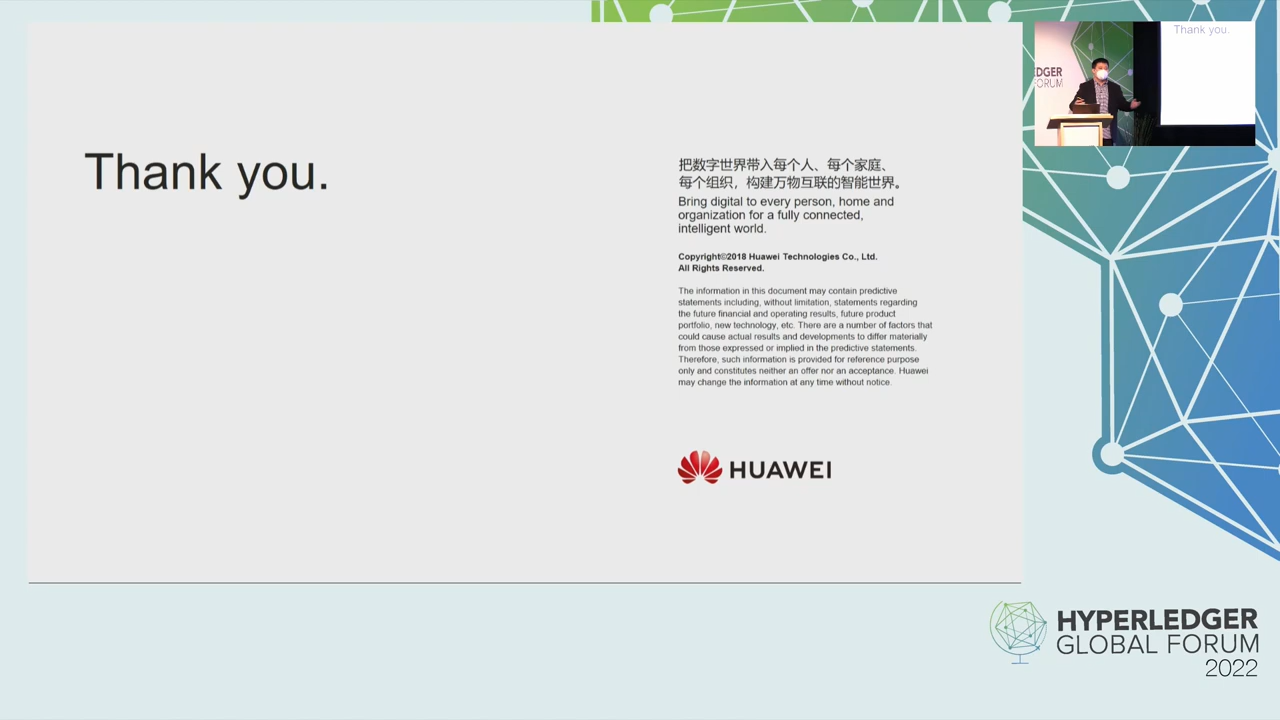 Thank you.
把数字世界带入每个人、每个家庭、
每个组织，构建万物互联的智能世界。
Bring digital to every person, home and
organization for a fully connected,
intelligent world.
Copyright©2018 Huawei Technologies Co., Ltd.
All Rights Reserved.
The information in this document may contain predictive
statements including, without limitation, statements regarding
the future financial and operating results, future product
portfolio, new technology, etc. There are a number of factors that
could cause actual results and developments to differ materially
from those expressed or implied in the predictive statements.
Therefore, such information is provided for reference purpose
only and constitutes neither an offer nor an acceptance. Huawei
may change the information at any time without notice.
HUAWEI
Thank you.
DGER
FORUM
HYPERLEDGER
GLOBAL FORUM
2022